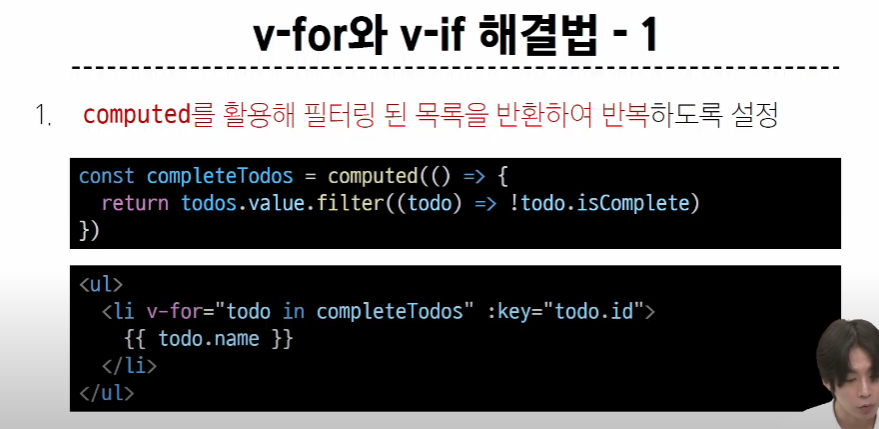 v-for와 v-if 해결법 - 1
1. computed를 활용해 필터링 된 목록을 반환하여 반복하도록 설정
const completeTodos = computed(() => {
  return todos.value.filter((todo) => !todo.isComplete)
})
<ul>
  <li v-for="todo in completeTodos" :key="todo.id">
    {{ todo.name }}
  </li>
</ul>